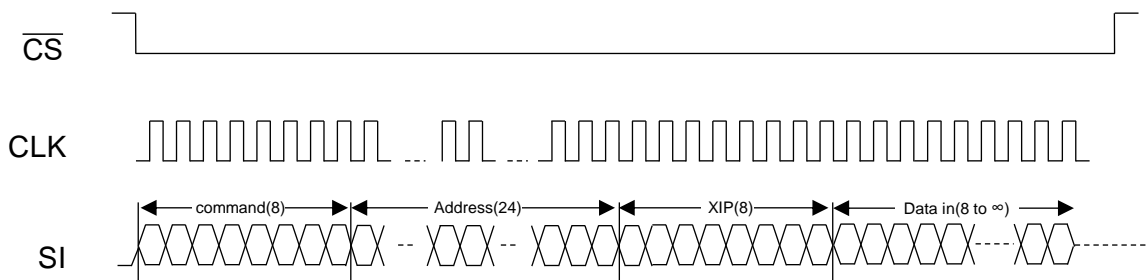 CS
CLK
command(8) Address(24) XIP(8) Data in(8 to ∞)
SI